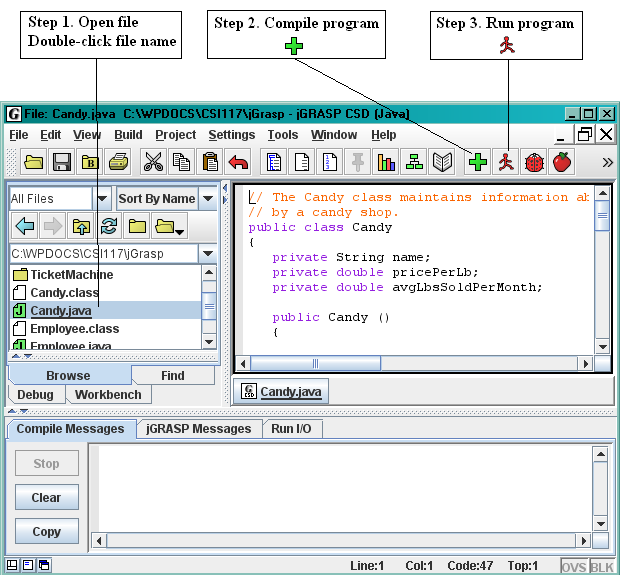 Step 1. Open file
Double-click file name
Step 2. Compile program
Step 3. Run program
G File: Candy.java C:\WPDOCS\CSI117\jGrasp - jGRASP CSD (Java)
File Edit View Build Project Settings Tools Window Help
B
»
All Files
Sort By Name
C:\WPDOCS\CSI117\jGrasp
TicketMachine
Candy.class
J Candy.java
Employee.class
J Employee.java
Browse
Find
Debug
Workbench
// The Candy class maintains information ab
// by a candy shop.
public class Candy
{
private String name;
private double pricePerLb;
private double avgLbsSoldPerMonth;
public Candy ()
{
G CSD Candy.java
Compile Messages
jGRASP Messages
Run I/O
Stop
Clear
Copy
Line:1 Col:1 Code:47 Top:1 OVS BLK